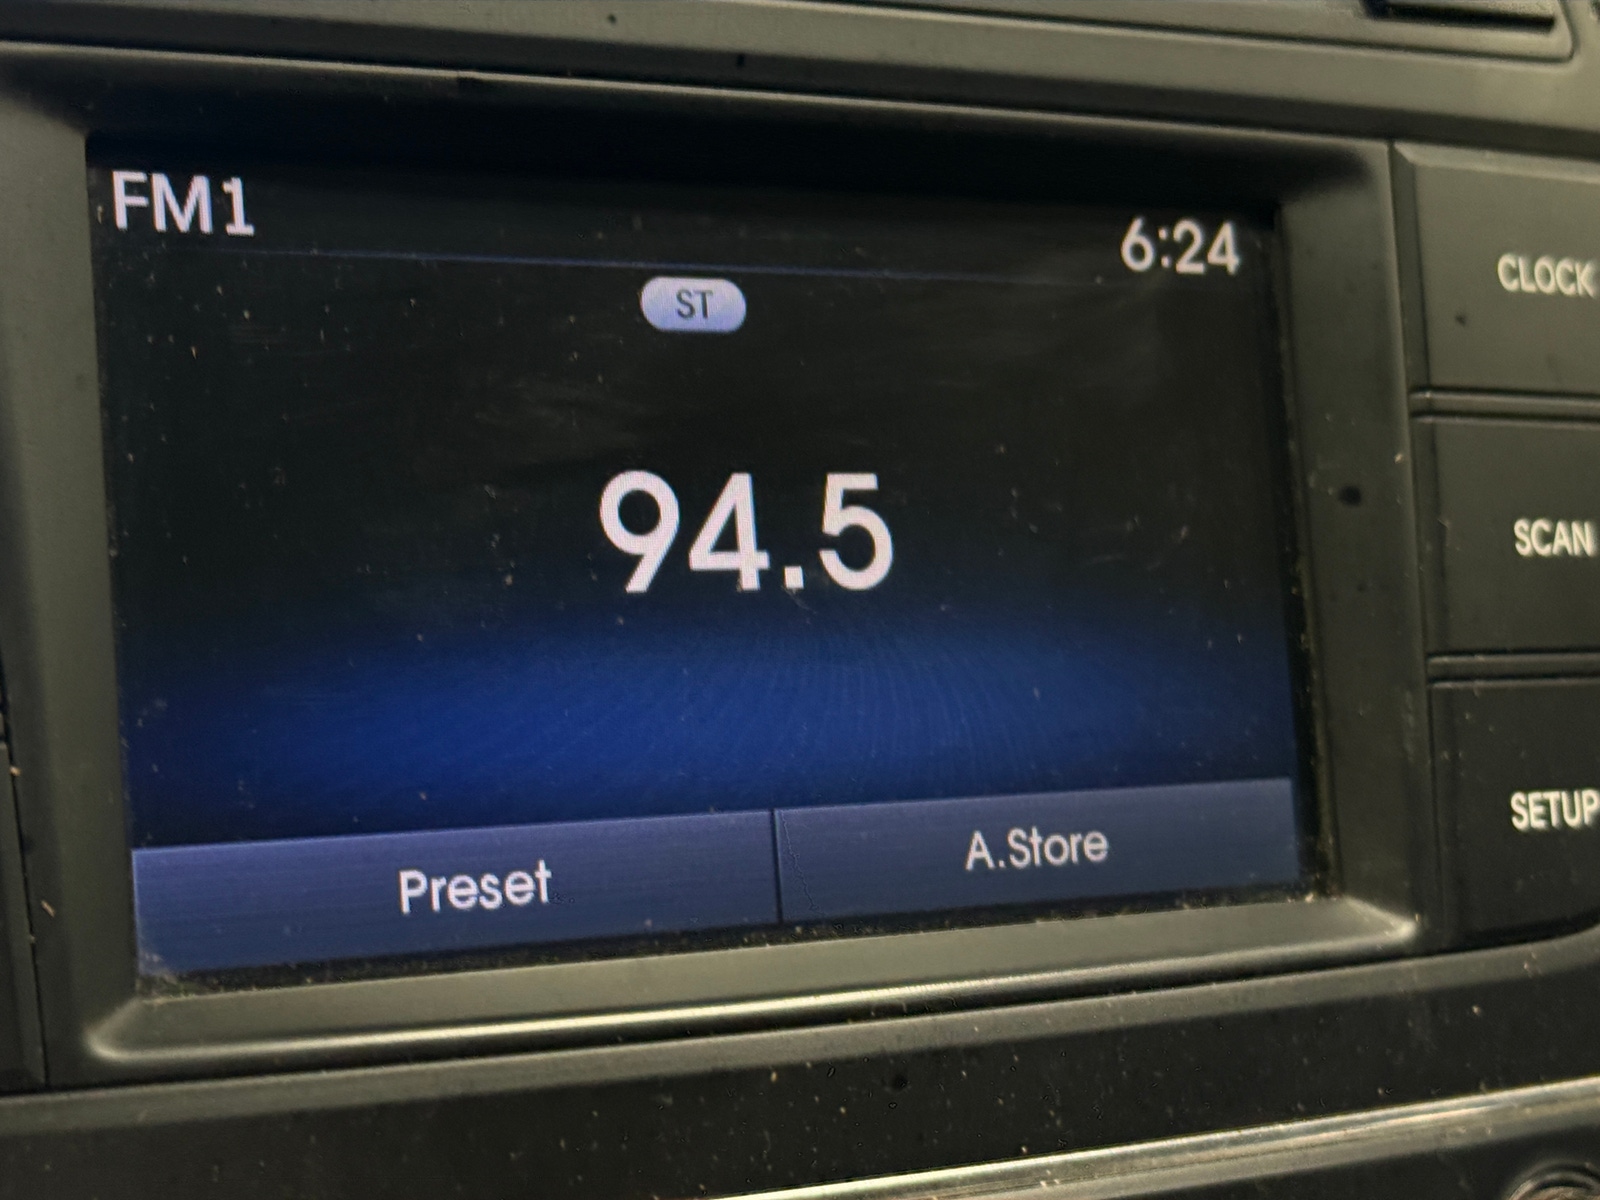 FM1
6:24
ST
94.5
Preset
A.Store
CLOCK
SCAN
SETUP